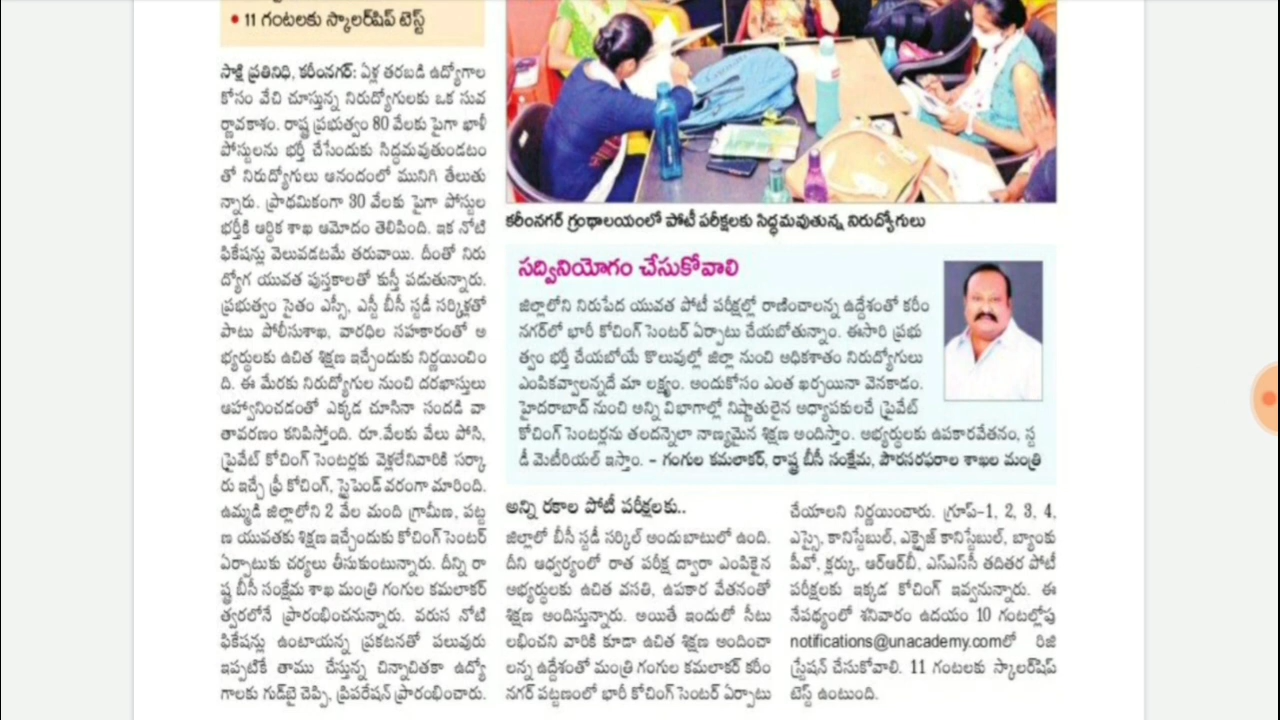 • 11 గంటలకు స్కాలర్‌షిప్ టెస్ట్
సాక్షి ప్రతినిధి, కరీంనగర్: ఏళ్ల తరబడి ఉద్యోగాల
కోసం వేచి చూస్తున్న నిరుద్యోగులకు ఒక సువ
ర్ణావకాశం. రాష్ట్ర ప్రభుత్వం 80 వేలకు పైగా ఖాళీ
పోస్టులను భర్తీ చేసేందుకు సిద్ధమవుతుండటం
తో నిరుద్యోగులు ఆనందంలో మునిగి తేలుతు
న్నారు. ప్రాథమికంగా 30 వేలకు పైగా పోస్టుల
భర్తీకి ఆర్థిక శాఖ ఆమోదం తెలిపింది. ఇక నోటి
ఫికేషన్లు వెలువడటమే తరువాయి. దీంతో నిరు
ద్యోగ యువత పుస్తకాలతో కుస్తీ పడుతున్నారు.
ప్రభుత్వం సైతం ఎస్సీ, ఎస్టీ బీసీ స్టడీ సర్కిళ్లతో
పాటు పోలీసుశాఖ, వారధిల సహకారంతో అ
భ్యర్థులకు ఉచిత శిక్షణ ఇచ్చేందుకు నిర్ణయించిం
ది. ఈ మేరకు నిరుద్యోగుల నుంచి దరఖాస్తులు
ఆహ్వానించడంతో ఎక్కడ చూసినా సందడి వా
తావరణం కనిపిస్తోంది. రూ.వేలకు వేలు పోసి,
ప్రైవేట్ కోచింగ్ సెంటర్లకు వెళ్లలేనివారికి సర్కా
రు ఇచ్చే ఫ్రీ కోచింగ్, స్టైపెండ్ వరంగా మారింది.
ఉమ్మడి జిల్లాలోని 2 వేల మంది గ్రామీణ, పట్ట
ణ యువతకు శిక్షణ ఇచ్చేందుకు కోచింగ్ సెంటర్
ఏర్పాటుకు చర్యలు తీసుకుంటున్నారు. దీన్ని రా
ష్ట్ర బీసీ సంక్షేమ శాఖ మంత్రి గంగుల కమలాకర్
త్వరలోనే ప్రారంభించనున్నారు. వరుస నోటి
ఫికేషన్లు ఉంటాయన్న ప్రకటనతో పలువురు
ఇప్పటికే తాము చేస్తున్న చిన్నాచితకా ఉద్యో
గాలకు గుడ్‌బై చెప్పి, ప్రిపరేషన్ ప్రారంభించారు.
కరీంనగర్ గ్రంథాలయంలో పోటీ పరీక్షలకు సిద్ధమవుతున్న నిరుద్యోగులు
సద్వినియోగం చేసుకోవాలి
జిల్లాలోని నిరుపేద యువత పోటీ పరీక్షల్లో రాణించాలన్న ఉద్దేశంతో కరీం
నగర్‌లో భారీ కోచింగ్ సెంటర్ ఏర్పాటు చేయబోతున్నాం. ఈసారి ప్రభు
త్వం భర్తీ చేయబోయే కొలువుల్లో జిల్లా నుంచి అధికశాతం నిరుద్యోగులు
ఎంపికవ్వాలన్నదే మా లక్ష్యం. అందుకోసం ఎంత ఖర్చయినా వెనకాడం.
హైదరాబాద్ నుంచి అన్ని విభాగాల్లో నిష్ణాతులైన అధ్యాపకులచే ప్రైవేట్
కోచింగ్ సెంటర్లను తలదన్నేలా నాణ్యమైన శిక్షణ అందిస్తాం. అభ్యర్థులకు ఉపకారవేతనం, స్ట
డీ మెటీరియల్ ఇస్తాం. – గంగుల కమలాకర్, రాష్ట్ర బీసీ సంక్షేమ, పౌరసరఫరాల శాఖల మంత్రి
అన్ని రకాల పోటీ పరీక్షలకు..
జిల్లాలో బీసీ స్టడీ సర్కిల్ అందుబాటులో ఉంది.
దీని ఆధ్వర్యంలో రాత పరీక్ష ద్వారా ఎంపికైన
అభ్యర్థులకు ఉచిత వసతి, ఉపకార వేతనంతో
శిక్షణ అందిస్తున్నారు. అయితే ఇందులో సీటు
లభించని వారికి కూడా ఉచిత శిక్షణ అందించా
లన్న ఉద్దేశంతో మంత్రి గంగుల కమలాకర్ కరీం
నగర్ పట్టణంలో భారీ కోచింగ్ సెంటర్ ఏర్పాటు
చేయాలని నిర్ణయించారు. గ్రూప్–1, 2, 3, 4,
ఎస్సై, కానిస్టేబుల్, ఎక్సైజ్ కానిస్టేబుల్, బ్యాంకు
పీవో, క్లర్కు, ఆర్ఆర్‌బీ, ఎస్ఎస్‌సీ తదితర పోటీ
పరీక్షలకు ఇక్కడ కోచింగ్ ఇవ్వనున్నారు. ఈ
నేపథ్యంలో శనివారం ఉదయం 10 గంటల్లోపు
notifications@unacademy.comలో రిజి
స్ట్రేషన్ చేసుకోవాలి. 11 గంటలకు స్కాలర్‌షిప్
టెస్ట్ ఉంటుంది.